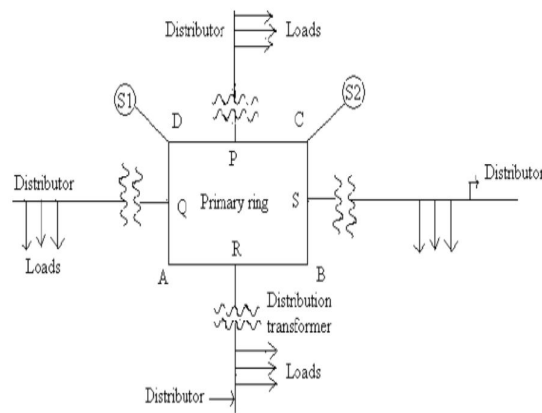 Distributor
Loads
S1
S2
D
C
P
Distributor
Distributor
Q
Primary ring
S
Loads
R
A
B
Distribution
transformer
Loads
Distributor